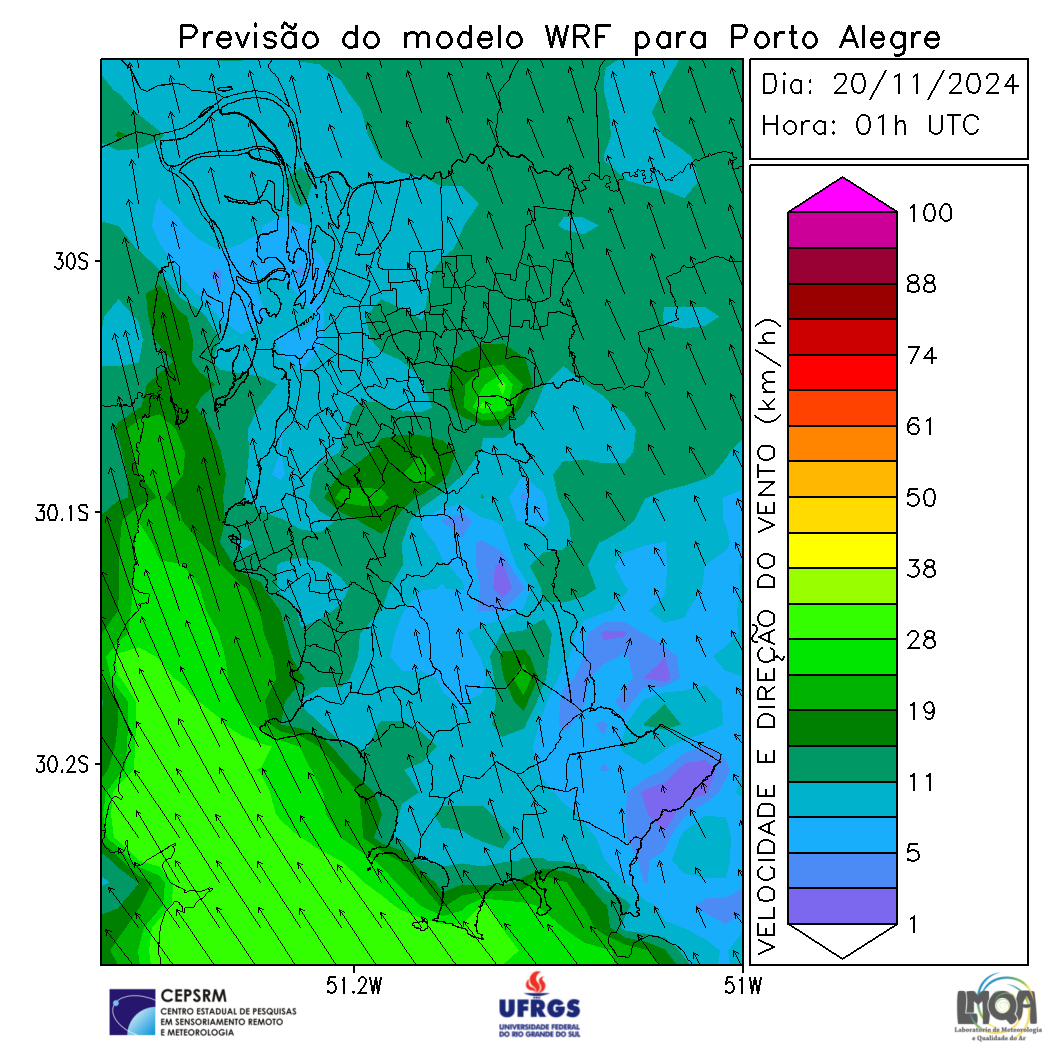 Previsão do modelo WRF para Porto Alegre
Dia: 20/11/2024
Hora: 01h UTC
30S
30.1S
30.2S
51.2W
51W
VELOCIDADE E DIREÇÃO DO VENTO (km/h)
100
88
74
61
50
38
28
19
11
5
1
CEPSRM
CENTRO ESTADUAL DE PESQUISAS
EM SENSORIAMENTO REMOTO
E METEOROLOGIA
UFRGS
UNIVERSIDADE FEDERAL
DO RIO GRANDE DO SUL
LMQA
Laboratório de Meteorologia
e Qualidade do Ar